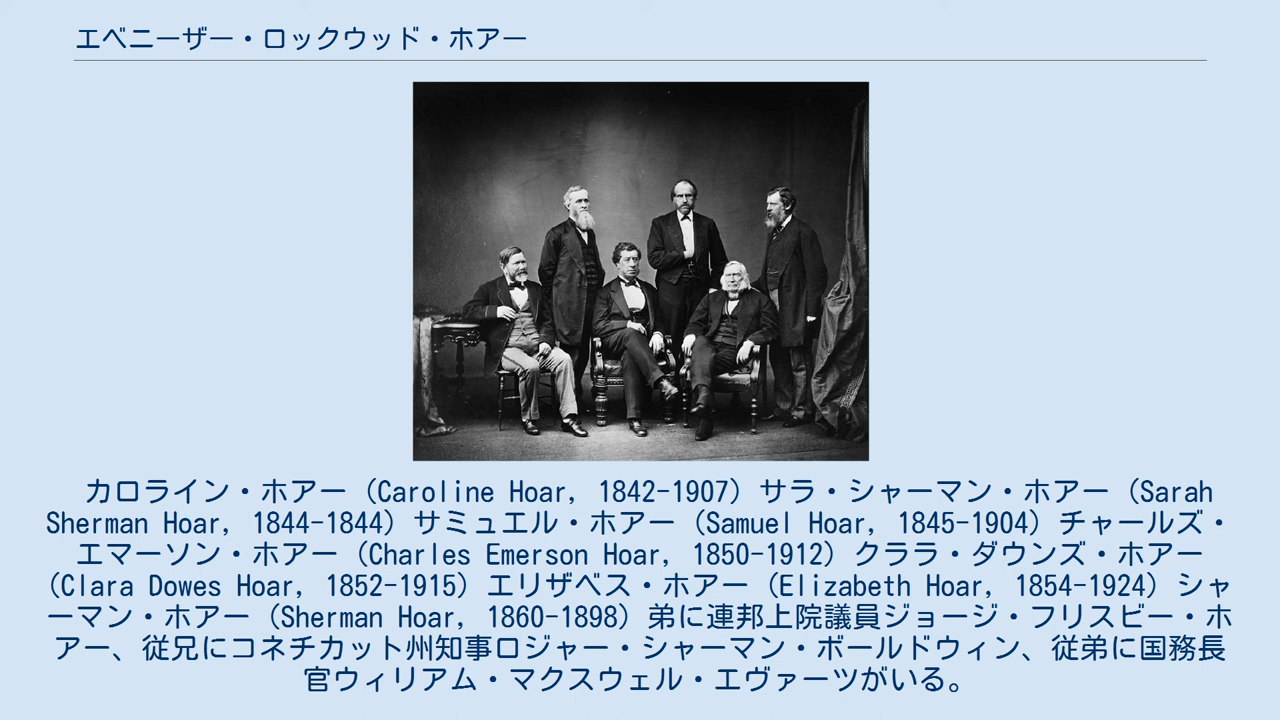 エベニーザー・ロックウッド・ホアー
カロライン・ホアー（Caroline Hoar, 1842-1907）サラ・シャーマン・ホアー（Sarah
Sherman Hoar, 1844-1844）サミュエル・ホアー（Samuel Hoar, 1845-1904）チャールズ・
エマーソン・ホアー（Charles Emerson Hoar, 1850-1912）クララ・ダウンズ・ホアー
（Clara Dowes Hoar, 1852-1915）エリザベス・ホアー（Elizabeth Hoar, 1854-1924）シャ
ーマン・ホアー（Sherman Hoar, 1860-1898）弟に連邦上院議員ジョージ・フリスビー・ホ
アー、従兄にコネチカット州知事ロジャー・シャーマン・ボールドウィン、従弟に国務長
官ウィリアム・マクスウェル・エヴァーツがいる。